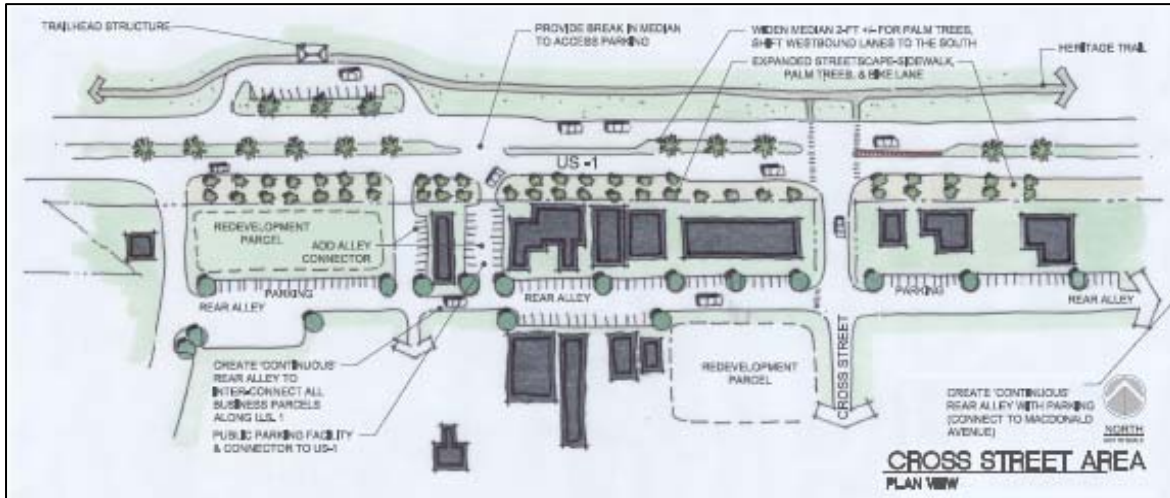 TRAILHEAD STRUCTURE
PROVIDE BREAK IN MEDIAN
TO ACCESS PARKING
WIDEN MEDIAN 2-FT +/- FOR PALM TREES,
SHIFT WESTBOUND LANES TO THE SOUTH
EXPANDED STREETSCAPE-SIDEWALK,
PALM TREES, & BIKE LANE
HERITAGE TRAIL
US -1
REDEVELOPMENT
PARCEL
ADD ALLEY
CONNECTOR
PARKING
REAR ALLEY
REAR ALLEY
PARKING
REAR ALLEY
CREATE 'CONTINUOUS'
REAR ALLEY TO
INTER-CONNECT ALL
BUSINESS PARCELS
ALONG U.S. 1
PUBLIC PARKING FACILITY
& CONNECTOR TO US-1
REDEVELOPMENT
PARCEL
CROSS STREET
CREATE 'CONTINUOUS'
REAR ALLEY WITH PARKING
(CONNECT TO MACDONALD
AVENUE)
NORTH
NOT TO SCALE
CROSS STREET AREA
PLAN VIEW